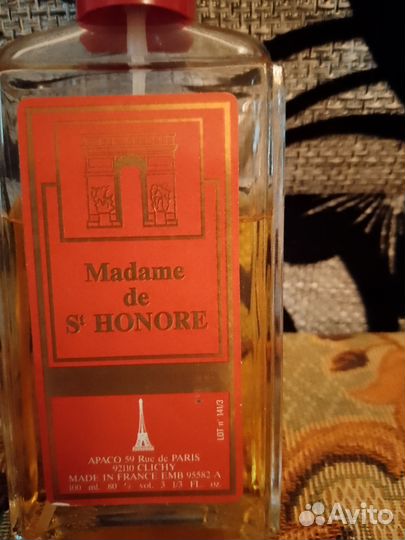 Madame
de
St HONORE
LOT n° 141/3
APACO 59 Rue de PARIS
92110 CLICHY
MADE IN FRANCE EMB 95582 A
100 ml. 80 % vol. 3 1/3 FL. oz.
Avito